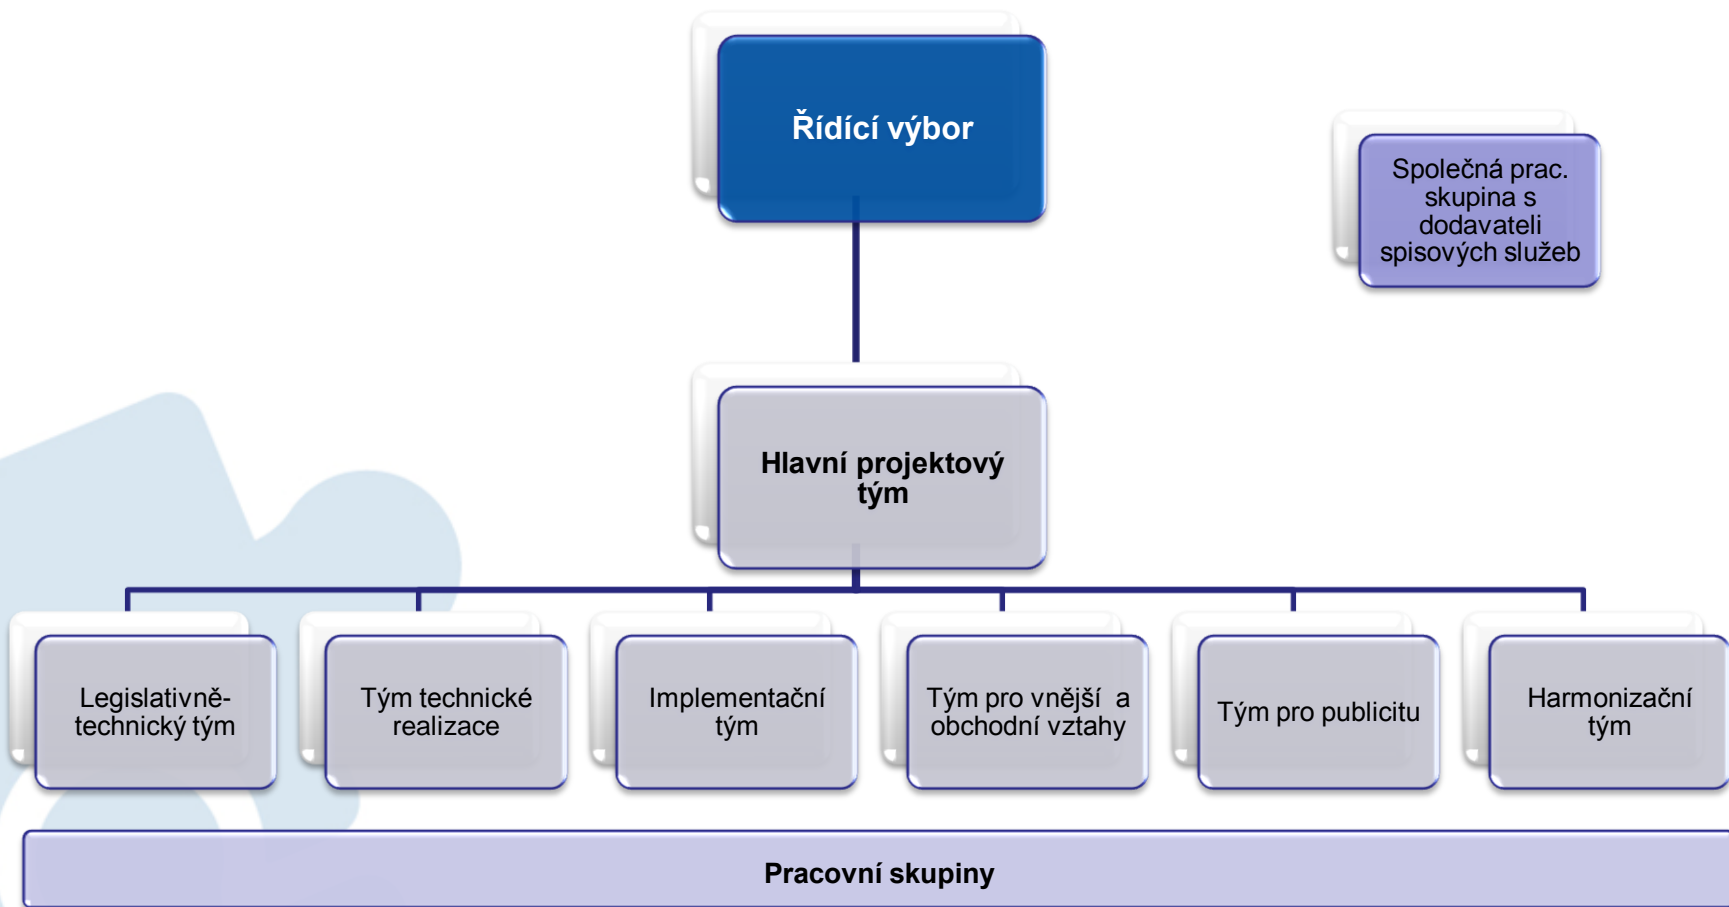 Řídící výbor
Společná prac.
skupina s
dodavateli
spisových služeb
Hlavní projektový
tým
Legislativně-
technický tým
Tým technické
realizace
Implementační
tým
Tým pro vnější a
obchodní vztahy
Tým pro publicitu
Harmonizační
tým
Pracovní skupiny